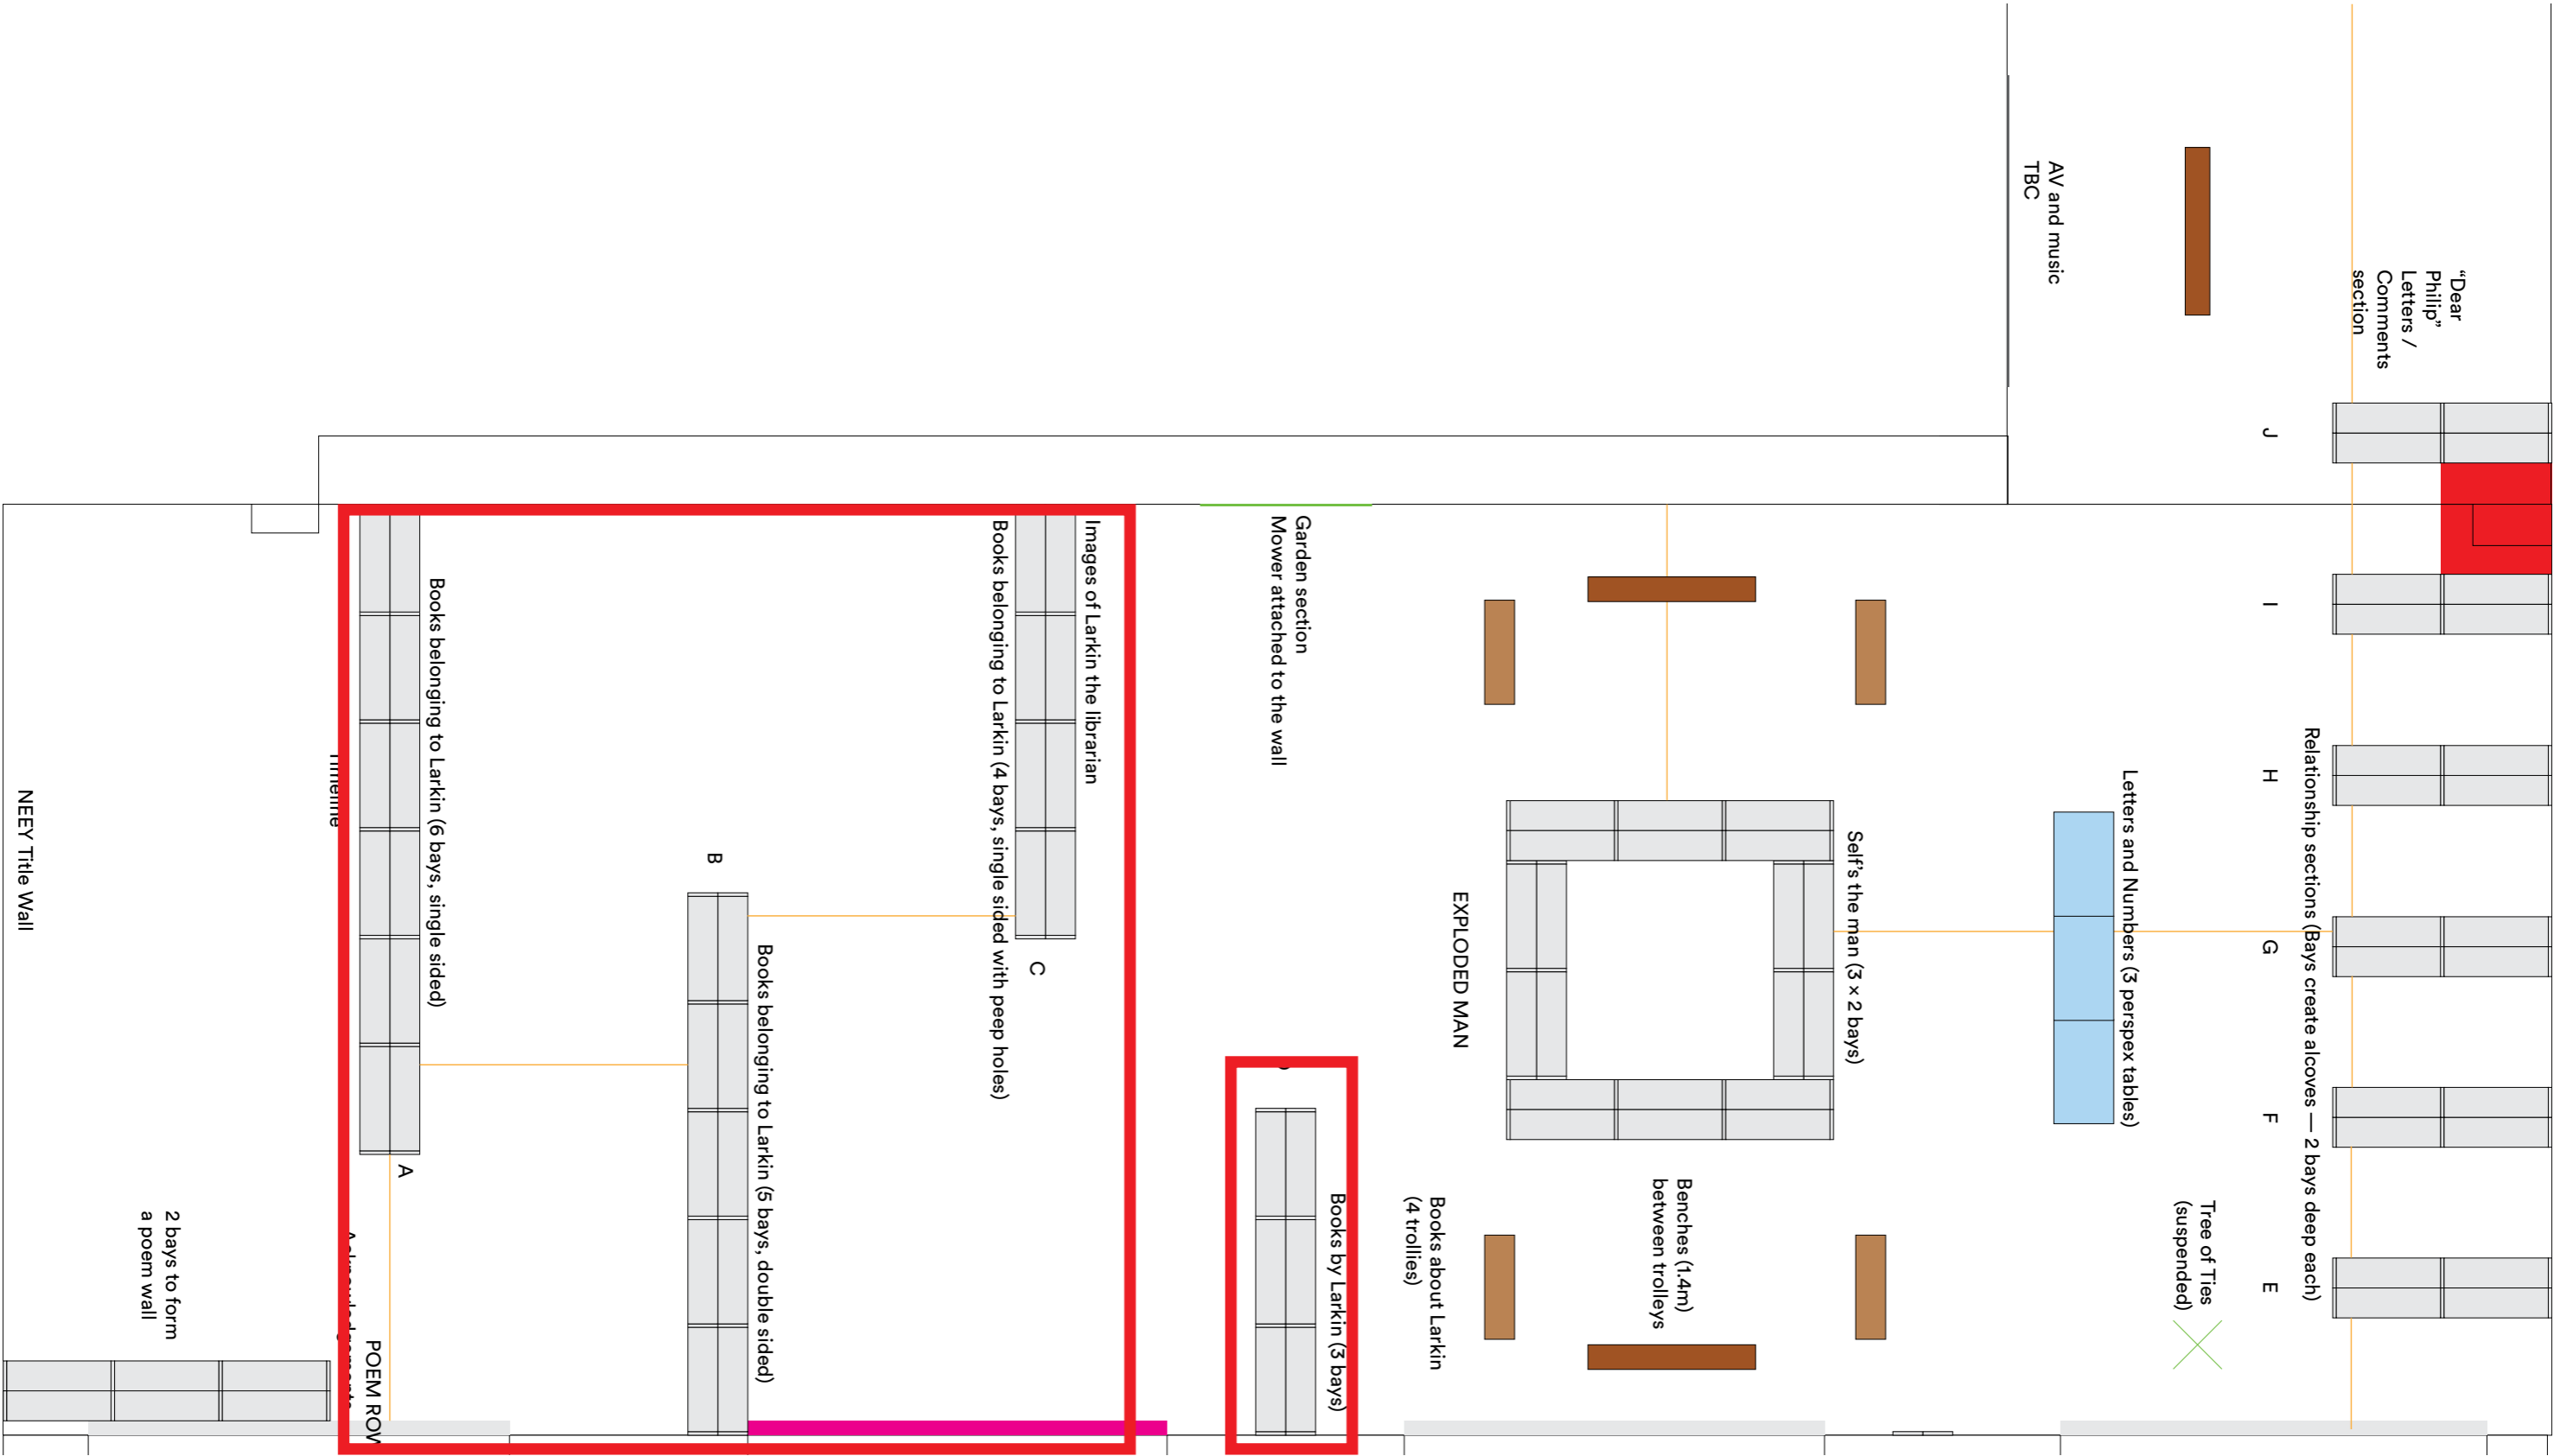 AV and music
TBC
“Dear
Philip”
Letters /
Comments
section
J
I
H
G
F
E
Relationship sections (Bays create alcoves — 2 bays deep each)
Letters and Numbers (3 perspex tables)
Tree of Ties
(suspended)
Self's the man (3 × 2 bays)
EXPLODED MAN
Benches (1.4m)
between trolleys
Books about Larkin
(4 trollies)
Garden section
Mower attached to the wall
Books by Larkin (3 bays)
Images of Larkin the librarian
Books belonging to Larkin (4 bays, single sided with peep holes)
C
B
Books belonging to Larkin (5 bays, double sided)
Books belonging to Larkin (6 bays, single sided)
A
Timeline
POEM ROW
2 bays to form
a poem wall
NEEY Title Wall